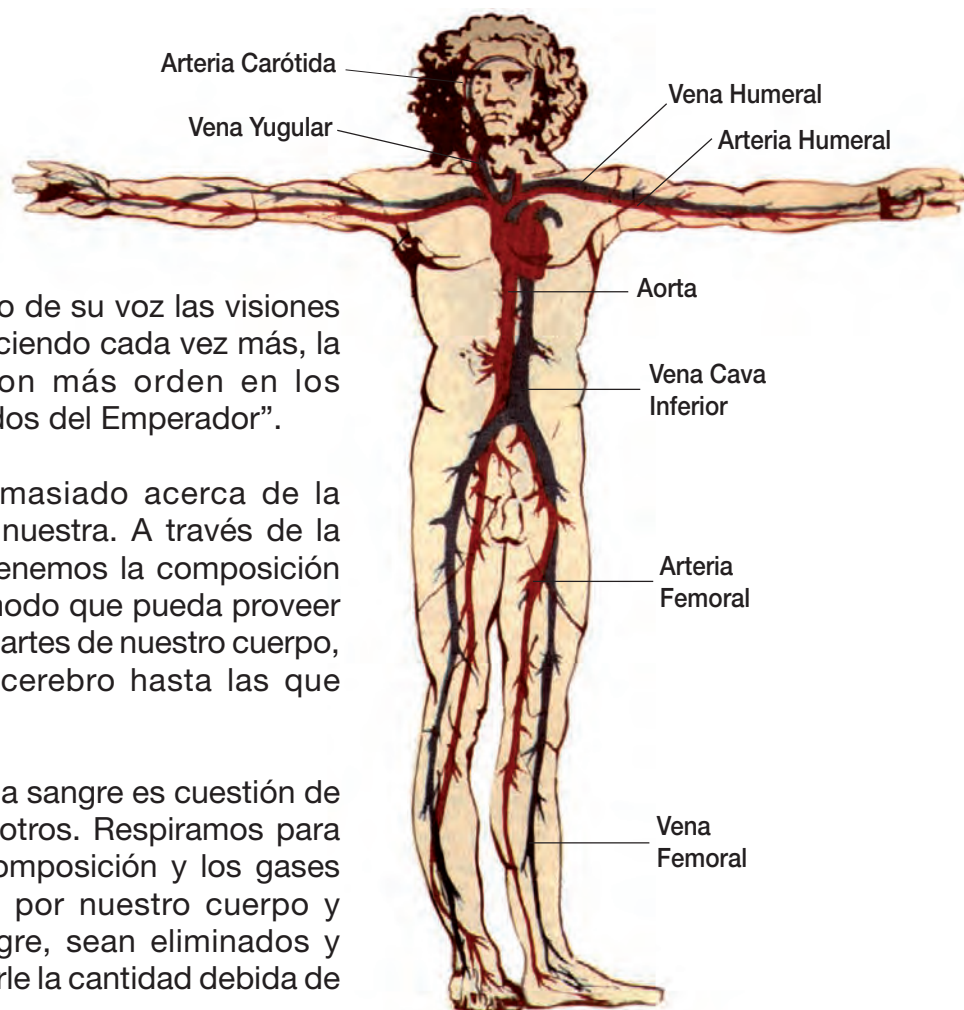 Arteria Carótida
Vena Yugular
Vena Humeral
Arteria Humeral
Aorta
Vena Cava
Inferior
Arteria
Femoral
Vena
Femoral
o de su voz las visiones
ciendo cada vez más, la
on más orden en los
dos del Emperador”.
masiado acerca de la
nuestra. A través de la
enemos la composición
nodo que pueda proveer
artes de nuestro cuerpo,
cerebro hasta las que
a sangre es cuestión de
otros. Respiramos para
omposición y los gases
por nuestro cuerpo y
gre, sean eliminados y
rle la cantidad debida de